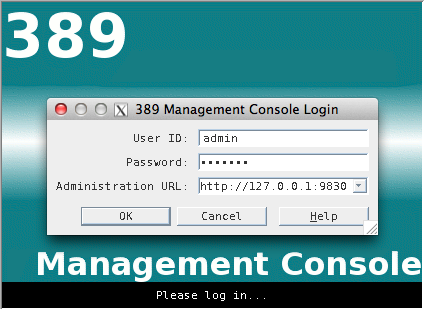 389
389 Management Console Login
User ID: admin
Password: •••••••
Administration URL: http://127.0.0.1:9830
OK Cancel Help
Management Console
Please log in...